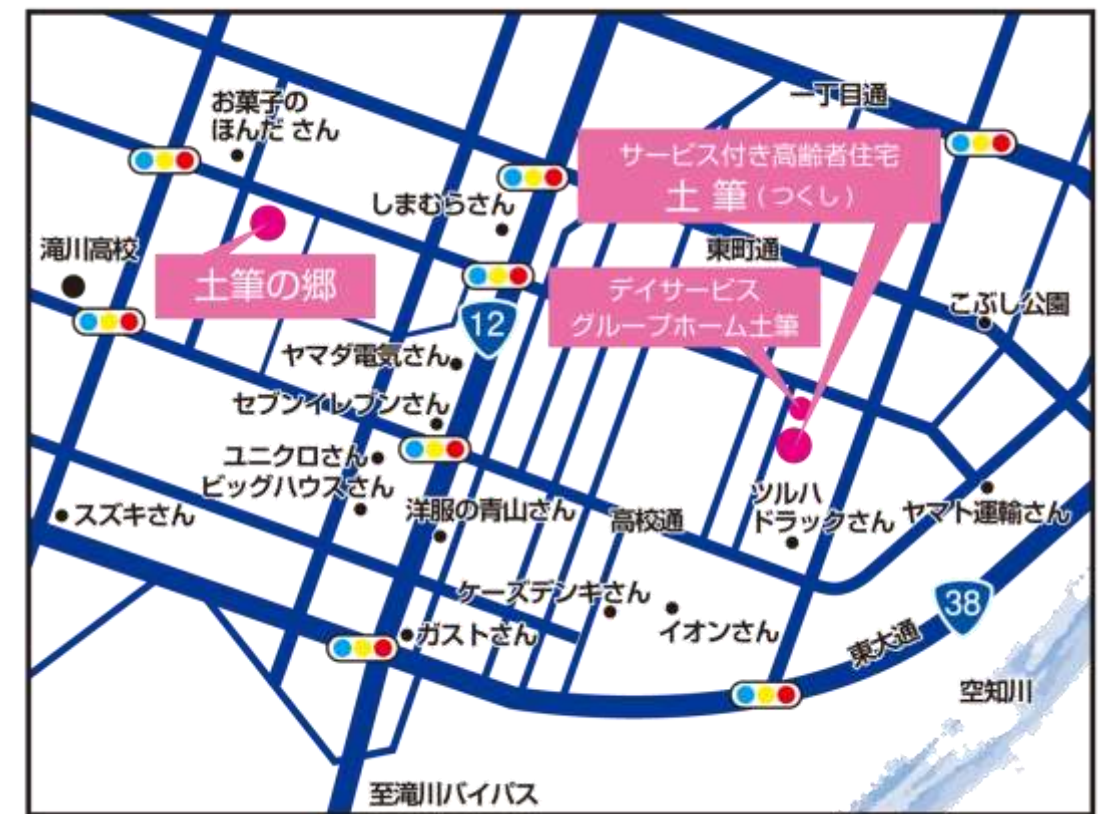 お菓子の
ほんだ さん
一丁目通
サービス付き高齢者住宅
土 筆 (つくし)
しまむらさん
滝川高校
東町通
土筆の郷
デイサービス
グループホーム土筆
こぶし公園
12
ヤマダ電気さん
セブンイレブンさん
ユニクロさん
ビッグハウスさん
スズキさん
洋服の青山さん
高校通
ツルハ
ドラックさん
ヤマト運輸さん
ケーズデンキさん
38
ガストさん
イオンさん
東大通
空知川
至滝川バイパス